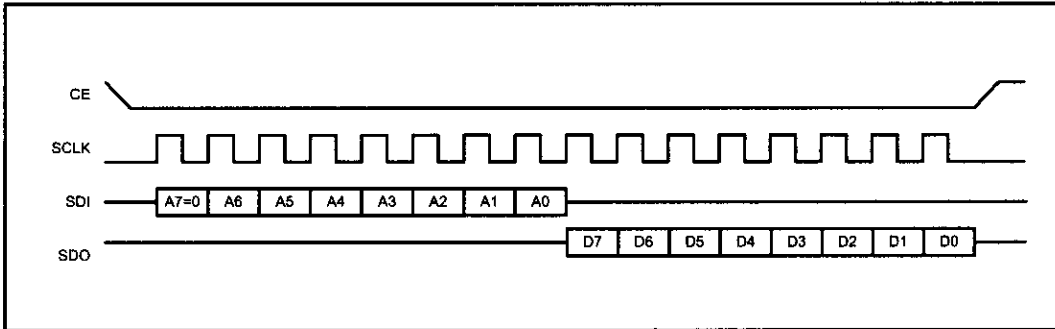 CE
SCLK
SDI A7=0 A6 A5 A4 A3 A2 A1 A0
SDO D7 D6 D5 D4 D3 D2 D1 D0